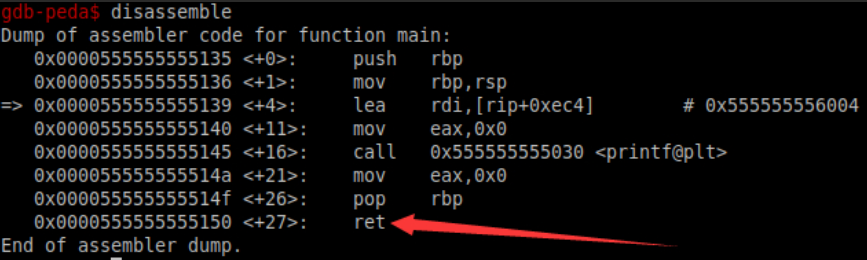 gdb-peda$ disassemble
Dump of assembler code for function main:
   0x0000555555555135 <+0>:     push   rbp
   0x0000555555555136 <+1>:     mov    rbp,rsp
=> 0x0000555555555139 <+4>:     lea    rdi,[rip+0xec4]        # 0x555555556004
   0x0000555555555140 <+11>:    mov    eax,0x0
   0x0000555555555145 <+16>:    call   0x555555555030 <printf@plt>
   0x000055555555514a <+21>:    mov    eax,0x0
   0x000055555555514f <+26>:    pop    rbp
   0x0000555555555150 <+27>:    ret
End of assembler dump.